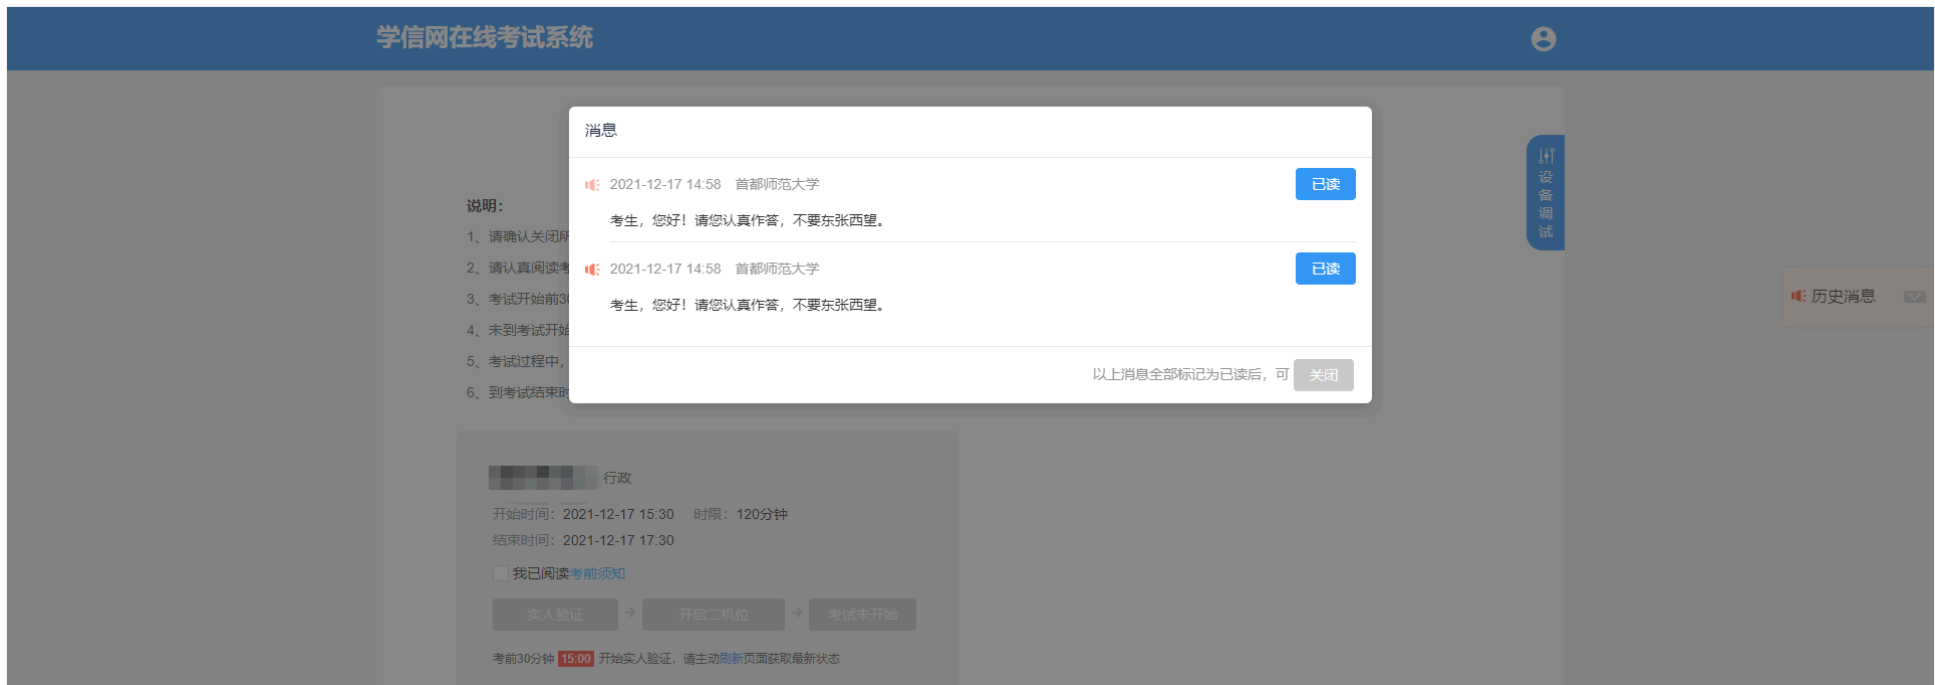 学信网在线考试系统
消息
2021-12-17 14:58 首都师范大学 已读
考生，您好！请您认真作答，不要东张西望。
2021-12-17 14:58 首都师范大学 已读
考生，您好！请您认真作答，不要东张西望。
以上消息全部标记为已读后，可 关闭
设备调试
历史消息
说明：
1、请确认关闭所
2、请认真阅读考
3、考试开始前30
4、未到考试开始
5、考试过程中，
6、到考试结束时
行政
开始时间：2021-12-17 15:30 时限：120分钟
结束时间：2021-12-17 17:30
我已阅读考前须知
实人验证 → 开启二机位 → 考试未开始
考前30分钟 15:00 开始实人验证，请主动刷新页面获取最新状态